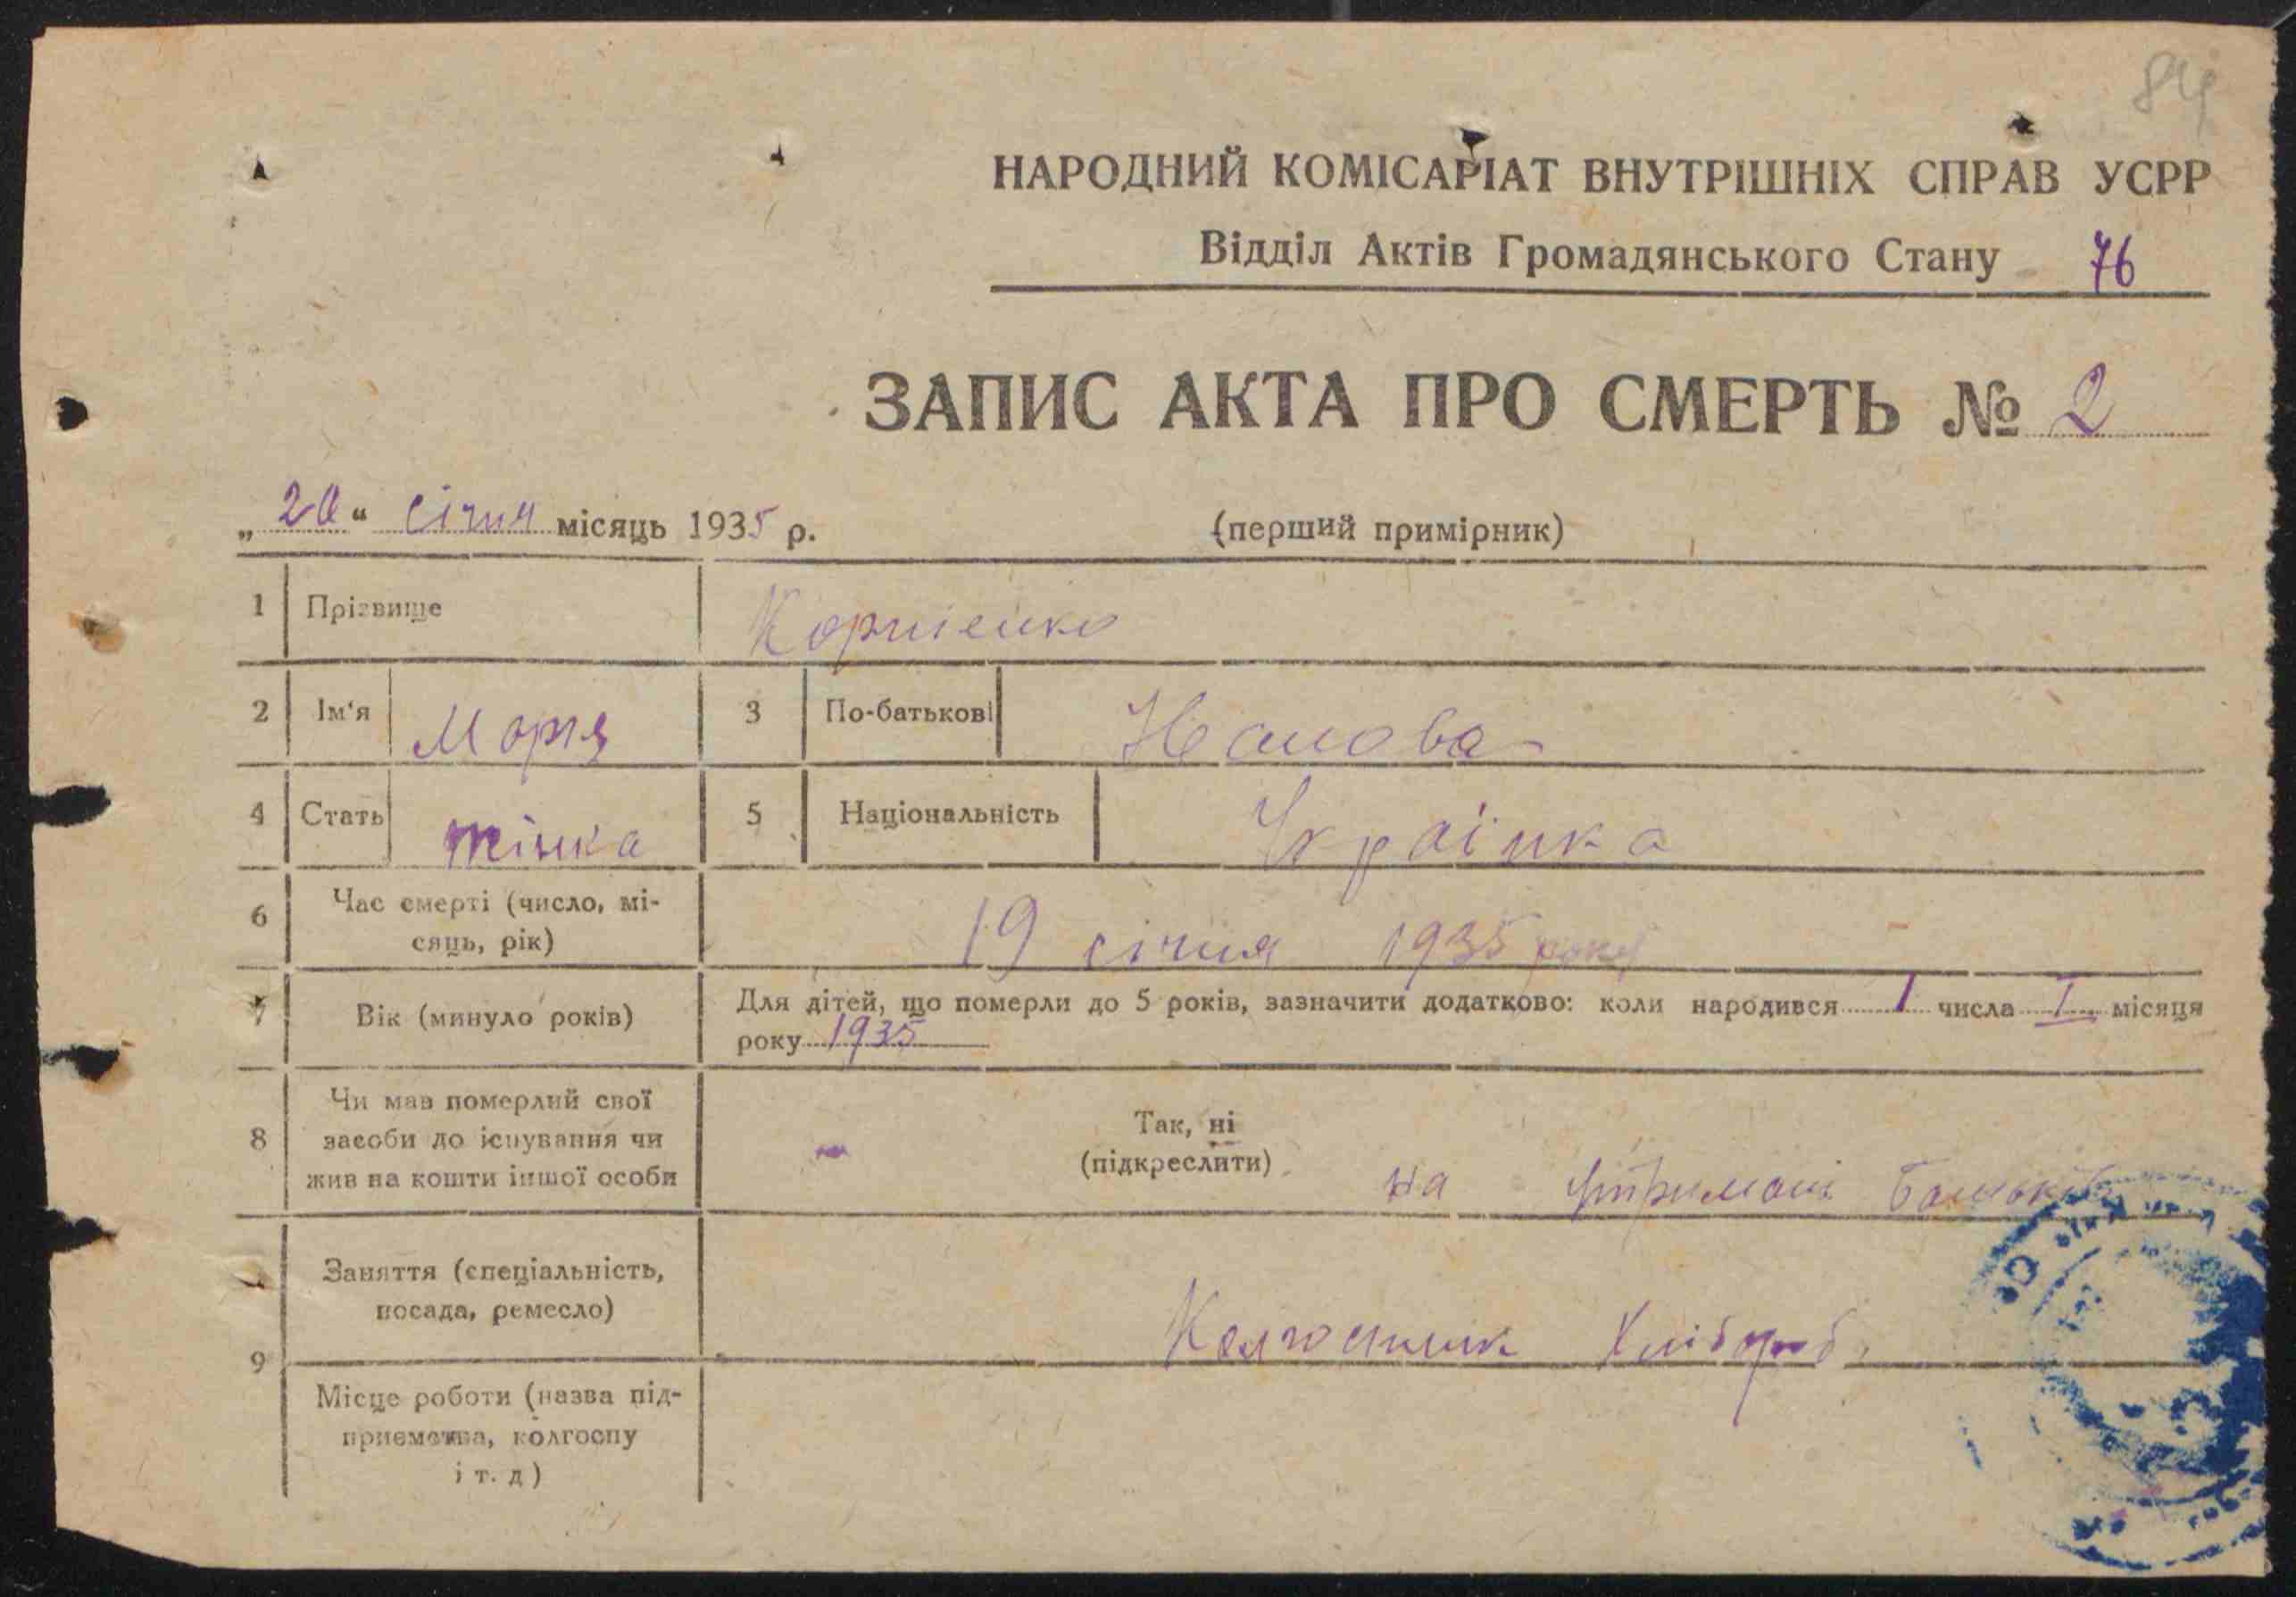 НАРОДНИЙ КОМІСАРІАТ ВНУТРІШНІХ СПРАВ УСРР
Відділ Актів Громадянського Стану 76
ЗАПИС АКТА ПРО СМЕРТЬ № 2
„20“ січня місяць 1935 р. (перший примірник)
1 Прізвище Корнієнко
2 Ім‘я Марія 3 По-батькові
4 Стать жінка 5 Національність Українка
6 Час смерті (число, мі-
сяць, рік) 19 січня 1935 року
7 Вік (минуло років) Для дітей, що померли до 5 років, зазначити додатково: коли народився 1 числа I місяця
року 1935
8 Чи мав померлий свої
засоби до існування чи
жив на кошти іншої особи
Так, ні
(підкреслити) на утримані батьків
9 Заняття (спеціальність,
посада, ремесло) Колгоспник Хлібороб.
Місце роботи (назва під-
приємства, колгоспу
і т. д)